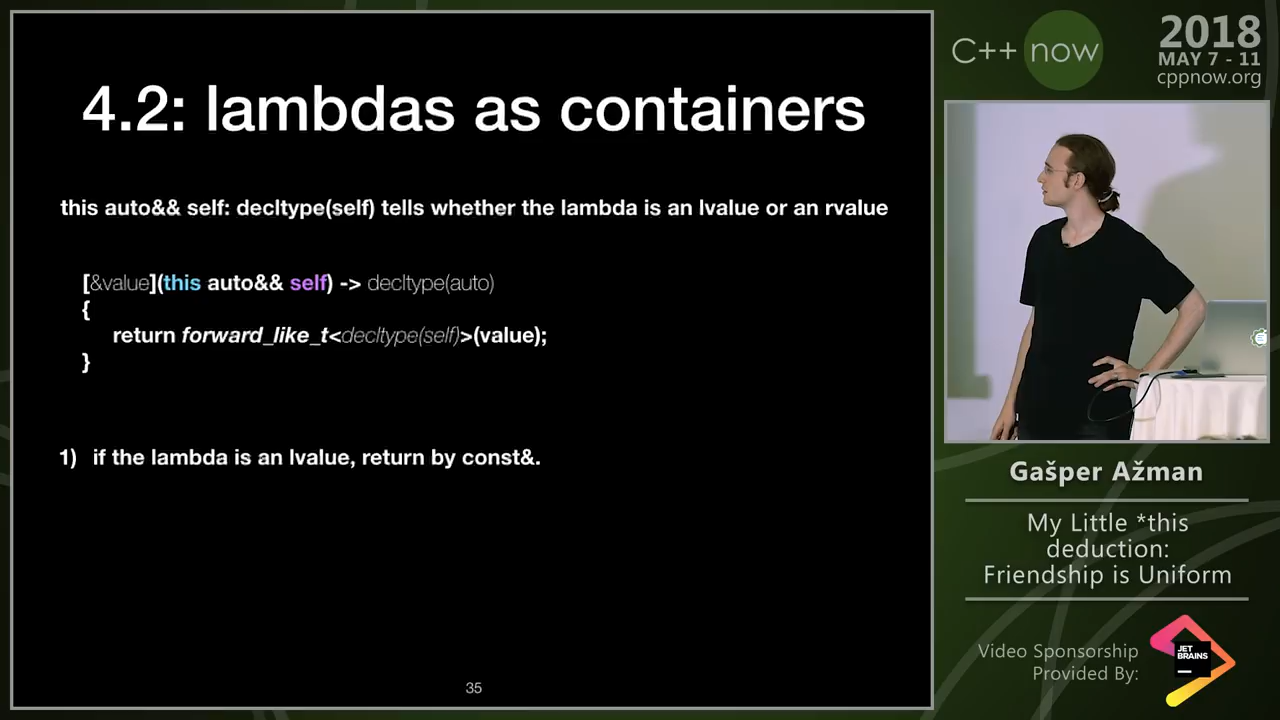 4.2: lambdas as containers
this auto&& self: decltype(self) tells whether the lambda is an lvalue or an rvalue
[&value](this auto&& self) -> decltype(auto)
{
return forward_like_t<decltype(self)>(value);
}
1) if the lambda is an lvalue, return by const&.
35
C++ now
2018
MAY 7 - 11
cppnow.org
Gašper Ažman
My Little *this
deduction:
Friendship is Uniform
Video Sponsorship
Provided By:
JET
BRAINS